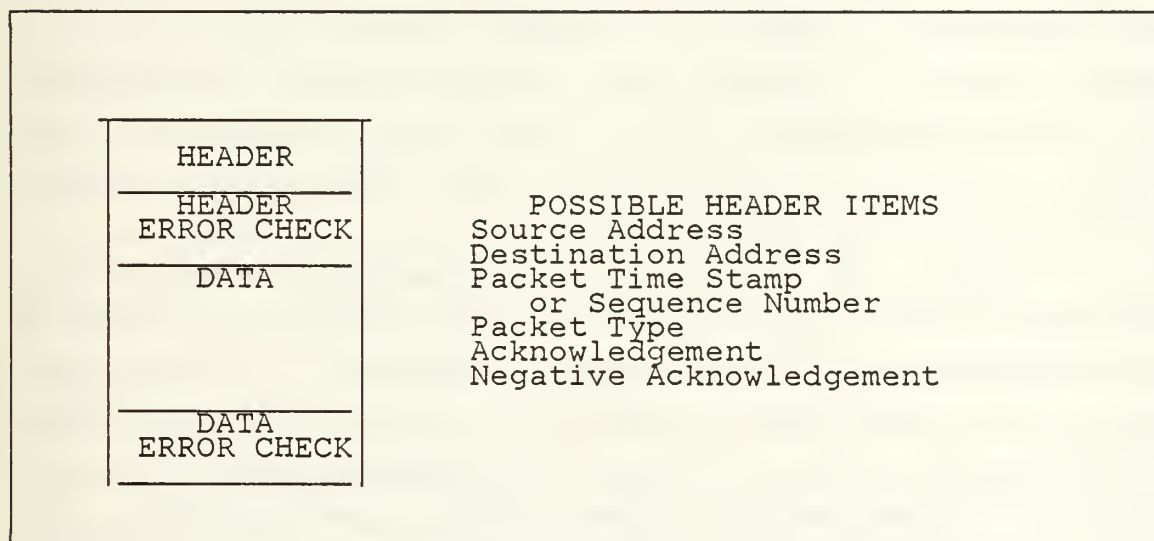 HEADER
HEADER
ERROR CHECK
DATA
DATA
ERROR CHECK
POSSIBLE HEADER ITEMS
Source Address
Destination Address
Packet Time Stamp
or Sequence Number
Packet Type
Acknowledgement
Negative Acknowledgement